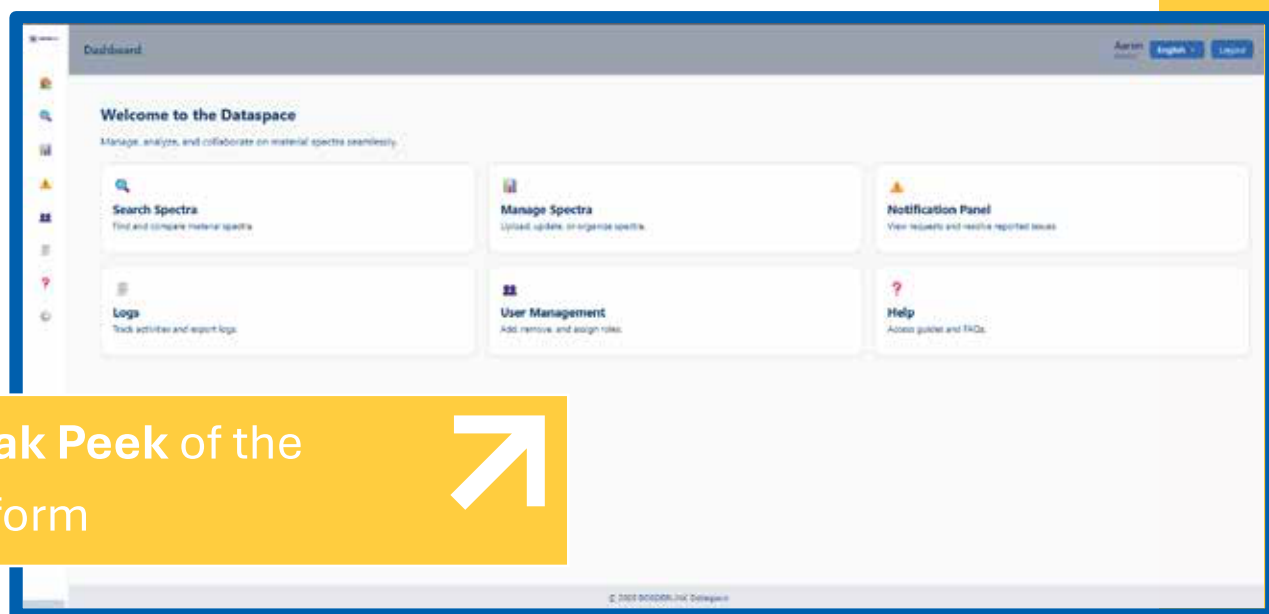 Dashboard
Aaron
English
Logout
Welcome to the Dataspace
Manage, analyze, and collaborate on material spectra seamlessly.
Search Spectra
Find and compare material spectra.
Manage Spectra
Upload, update, or organize spectra.
Notification Panel
View requests and resolve reported issues.
Logs
Track activities and export logs.
User Management
Add, remove, and assign roles.
Help
Access guides and FAQs.
ak Peek of the
form
Dataspace